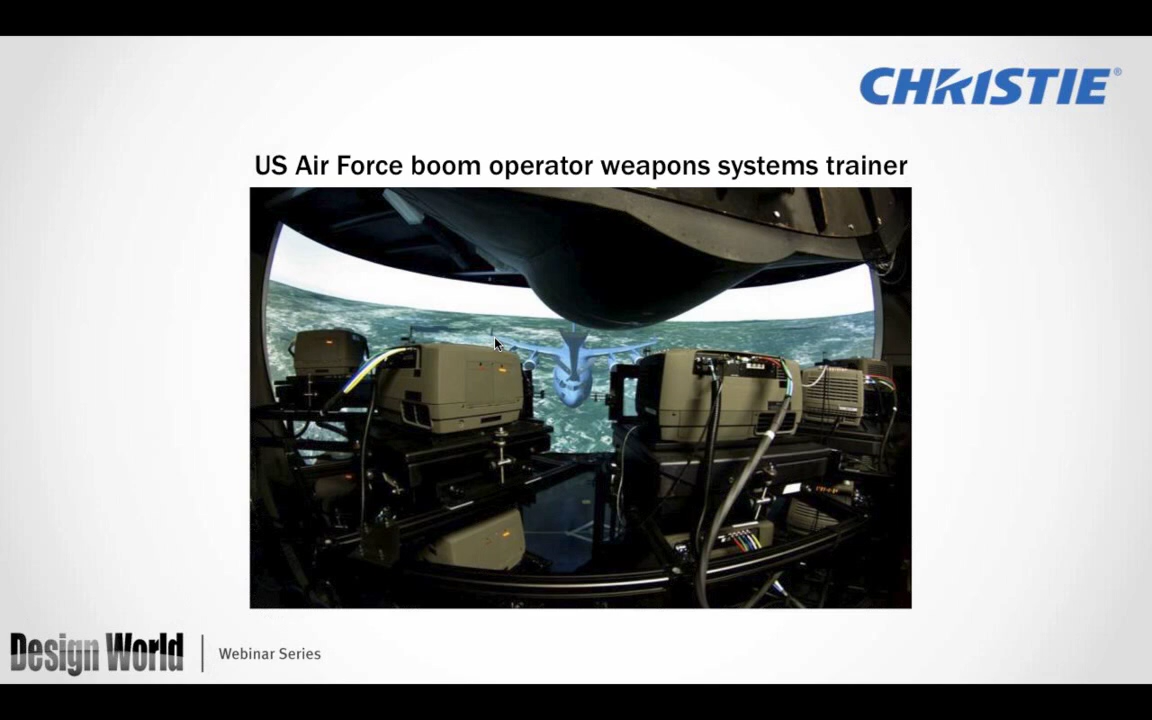 CHRISTIE®
US Air Force boom operator weapons systems trainer
Design World
Webinar Series